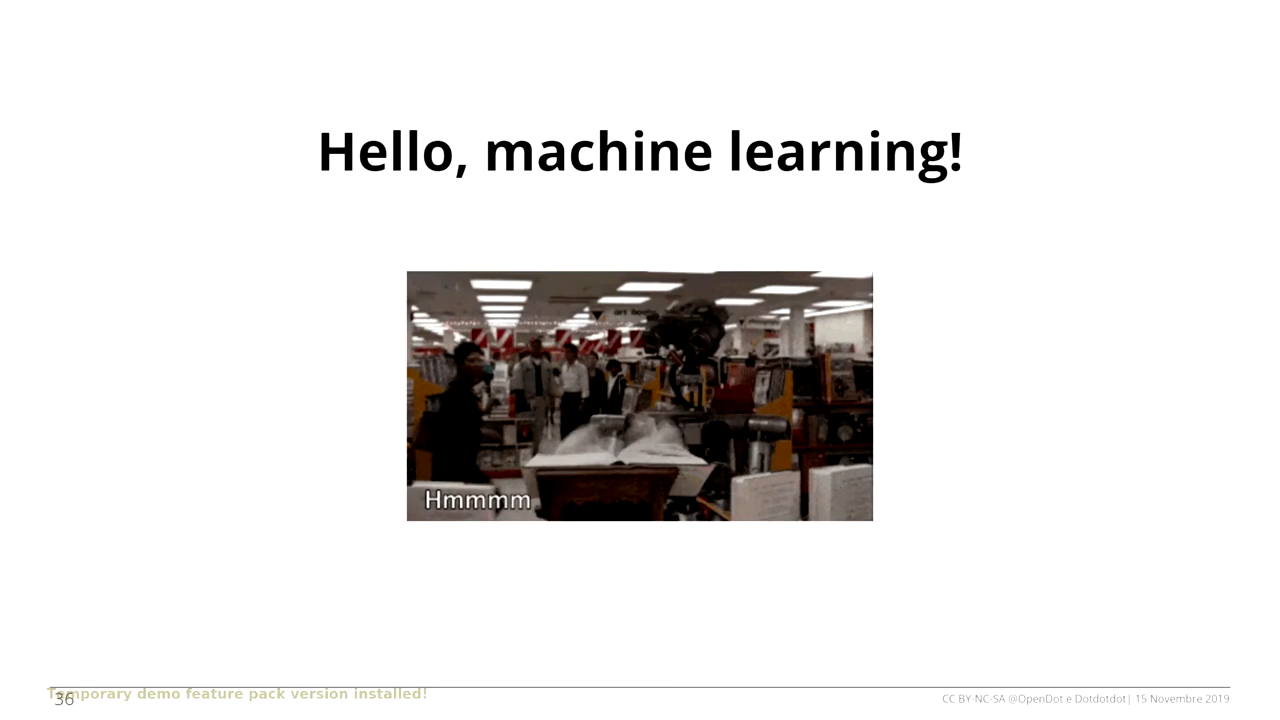 Hello, machine learning!
Hmmmm
Temporary demo feature pack version installed!
36
CC BY-NC-SA @OpenDot e Dotdotdot| 15 Novembre 2019